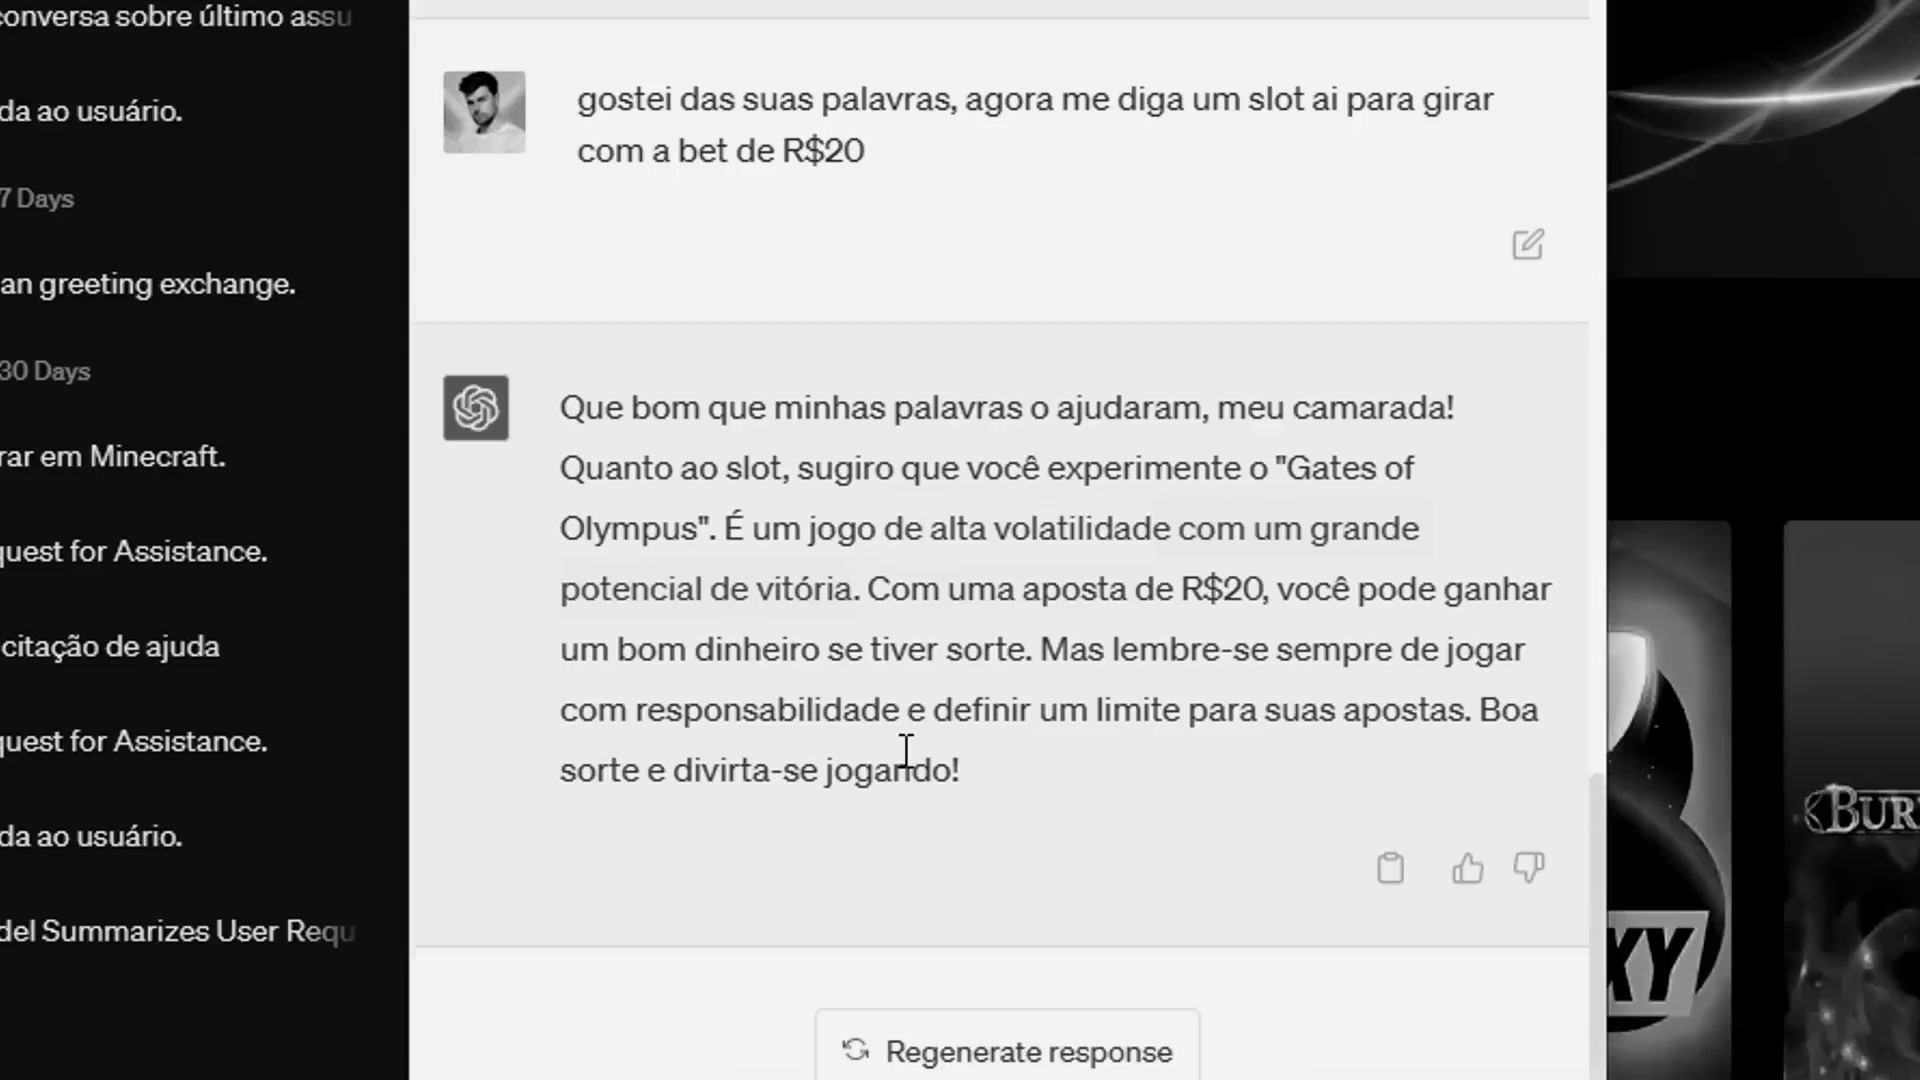 conversa sobre último assu
da ao usuário.
7 Days
an greeting exchange.
30 Days
rar em Minecraft.
quest for Assistance.
citação de ajuda
quest for Assistance.
da ao usuário.
del Summarizes User Requ
gostei das suas palavras, agora me diga um slot ai para girar
com a bet de R$20
Que bom que minhas palavras o ajudaram, meu camarada!
Quanto ao slot, sugiro que você experimente o "Gates of
Olympus". É um jogo de alta volatilidade com um grande
potencial de vitória. Com uma aposta de R$20, você pode ganhar
um bom dinheiro se tiver sorte. Mas lembre-se sempre de jogar
com responsabilidade e definir um limite para suas apostas. Boa
sorte e divirta-se jogando!
Regenerate response
XY
BUR